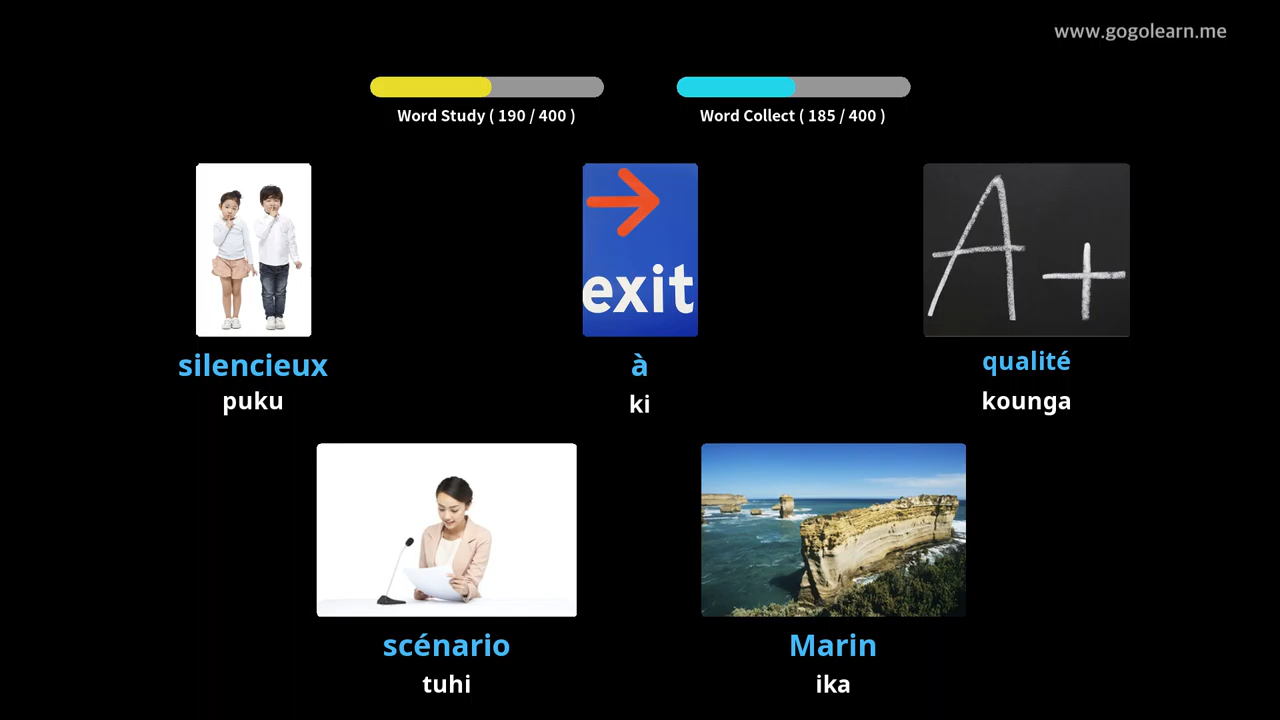 www.gogolearn.me
Word Study ( 190 / 400 )
Word Collect ( 185 / 400 )
exit
A+
silencieux
puku
à
ki
qualité
kounga
scénario
tuhi
Marin
ika